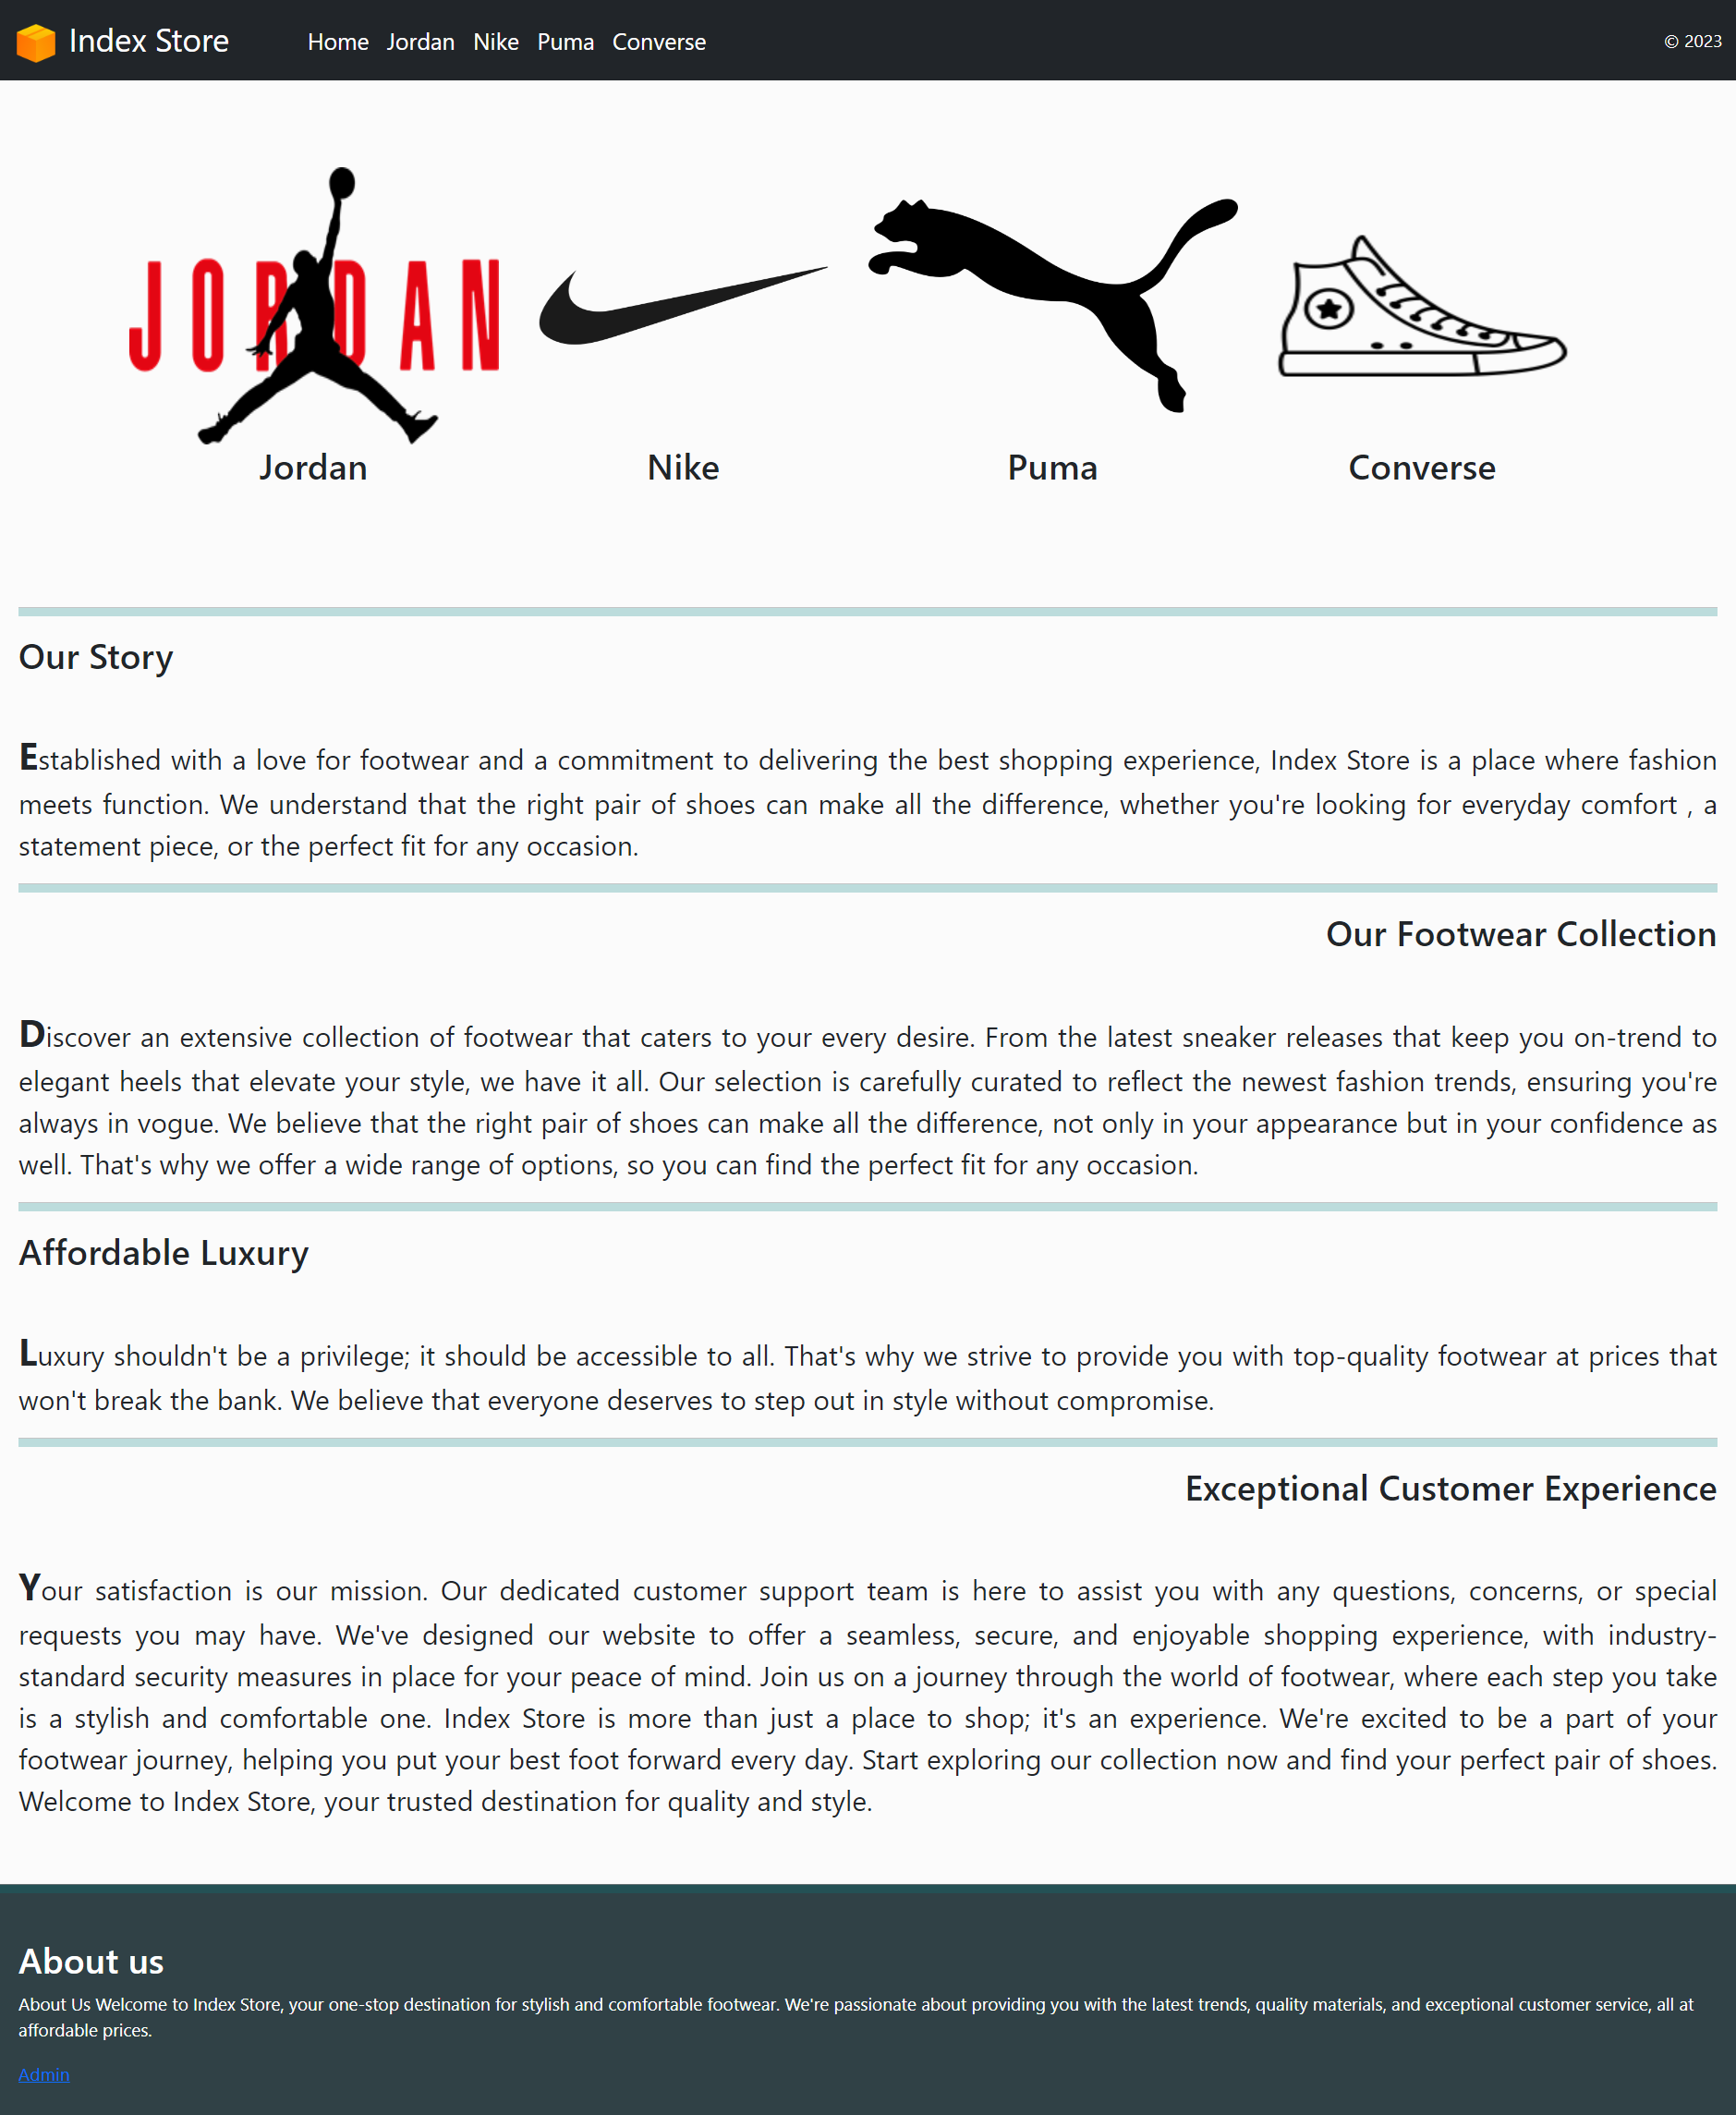 Index Store
Home Jordan Nike Puma Converse
© 2023
JORDAN
Jordan
Nike
Puma
Converse
Our Story
Established with a love for footwear and a commitment to delivering the best shopping experience, Index Store is a place where fashion
meets function. We understand that the right pair of shoes can make all the difference, whether you're looking for everyday comfort , a
statement piece, or the perfect fit for any occasion.
Our Footwear Collection
Discover an extensive collection of footwear that caters to your every desire. From the latest sneaker releases that keep you on-trend to
elegant heels that elevate your style, we have it all. Our selection is carefully curated to reflect the newest fashion trends, ensuring you're
always in vogue. We believe that the right pair of shoes can make all the difference, not only in your appearance but in your confidence as
well. That's why we offer a wide range of options, so you can find the perfect fit for any occasion.
Affordable Luxury
Luxury shouldn't be a privilege; it should be accessible to all. That's why we strive to provide you with top-quality footwear at prices that
won't break the bank. We believe that everyone deserves to step out in style without compromise.
Exceptional Customer Experience
Your satisfaction is our mission. Our dedicated customer support team is here to assist you with any questions, concerns, or special
requests you may have. We've designed our website to offer a seamless, secure, and enjoyable shopping experience, with industry-
standard security measures in place for your peace of mind. Join us on a journey through the world of footwear, where each step you take
is a stylish and comfortable one. Index Store is more than just a place to shop; it's an experience. We're excited to be a part of your
footwear journey, helping you put your best foot forward every day. Start exploring our collection now and find your perfect pair of shoes.
Welcome to Index Store, your trusted destination for quality and style.
About us
About Us Welcome to Index Store, your one-stop destination for stylish and comfortable footwear. We're passionate about providing you with the latest trends, quality materials, and exceptional customer service, all at
affordable prices.
Admin